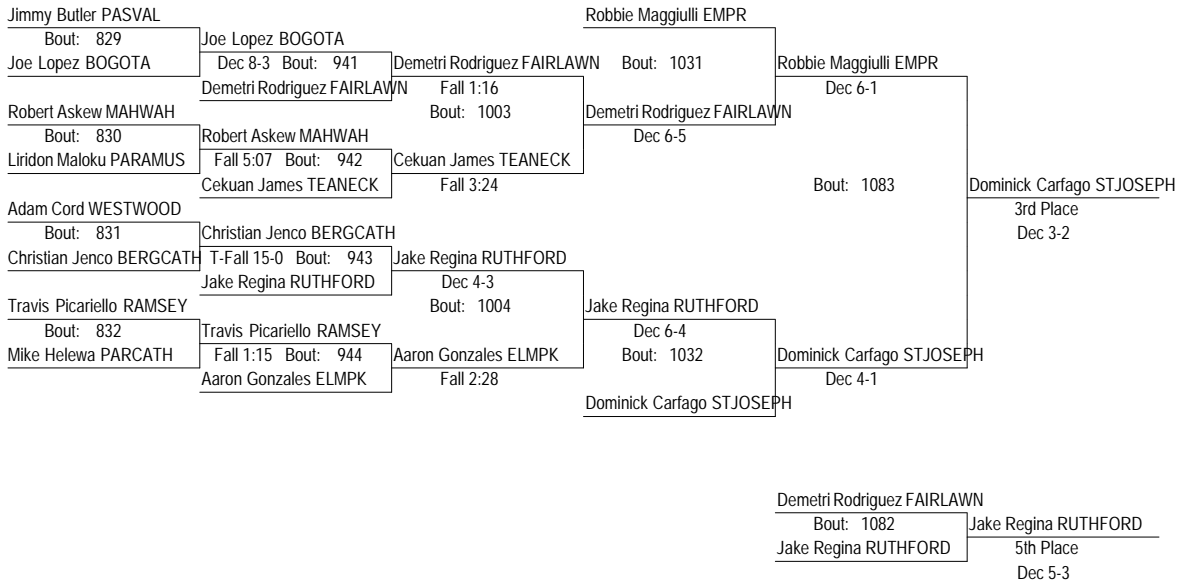 Jimmy Butler PASVAL
Bout: 829
Joe Lopez BOGOTA
Robert Askew MAHWAH
Bout: 830
Liridon Maloku PARAMUS
Adam Cord WESTWOOD
Bout: 831
Christian Jenco BERGCATH
Travis Picariello RAMSEY
Bout: 832
Mike Helewa PARCATH
Joe Lopez BOGOTA
Dec 8-3 Bout: 941
Demetri Rodriguez FAIRLAWN
Robert Askew MAHWAH
Fall 5:07 Bout: 942
Cekuan James TEANECK
Christian Jenco BERGCATH
T-Fall 15-0 Bout: 943
Jake Regina RUTHFORD
Travis Picariello RAMSEY
Fall 1:15 Bout: 944
Aaron Gonzales ELMPK
Demetri Rodriguez FAIRLAWN
Fall 1:16
Bout: 1003
Cekuan James TEANECK
Fall 3:24
Jake Regina RUTHFORD
Dec 4-3
Bout: 1004
Aaron Gonzales ELMPK
Fall 2:28
Robbie Maggiulli EMPR
Bout: 1031
Demetri Rodriguez FAIRLAWN
Dec 6-5
Jake Regina RUTHFORD
Dec 6-4
Bout: 1032
Dominick Carfago STJOSEPH
Robbie Maggiulli EMPR
Dec 6-1
Bout: 1083
Dominick Carfago STJOSEPH
Dec 4-1
Dominick Carfago STJOSEPH
3rd Place
Dec 3-2
Demetri Rodriguez FAIRLAWN
Bout: 1082
Jake Regina RUTHFORD
Jake Regina RUTHFORD
5th Place
Dec 5-3